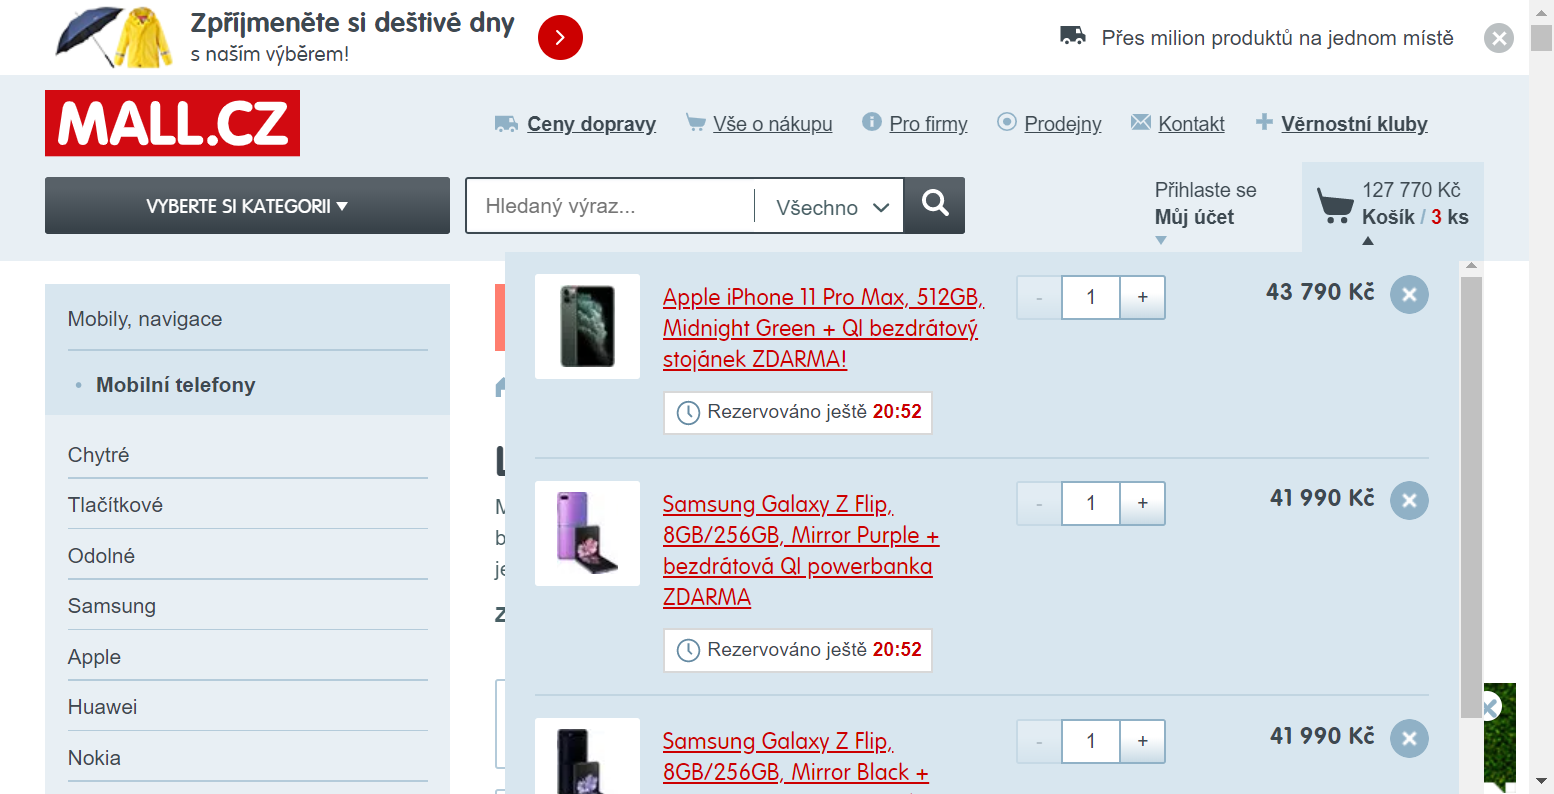 Zpříjmeněte si deštivé dny
s naším výběrem!
Přes milion produktů na jednom místě
MALL.CZ
Ceny dopravy
Vše o nákupu
Pro firmy
Prodejny
Kontakt
Věrnostní kluby
VYBERTE SI KATEGORII
Hledaný výraz...
Všechno
Přihlaste se
Můj účet
127 770 Kč
Košík / 3 ks
Mobily, navigace
Mobilní telefony
Chytré
Tlačítkové
Odolné
Samsung
Apple
Huawei
Nokia
Apple iPhone 11 Pro Max, 512GB,
Midnight Green + QI bezdrátový
stojánek ZDARMA!
- 1 +
43 790 Kč
Rezervováno ještě 20:52
Samsung Galaxy Z Flip,
8GB/256GB, Mirror Purple +
bezdrátová QI powerbanka
ZDARMA
- 1 +
41 990 Kč
Rezervováno ještě 20:52
Samsung Galaxy Z Flip,
8GB/256GB, Mirror Black +
- 1 +
41 990 Kč